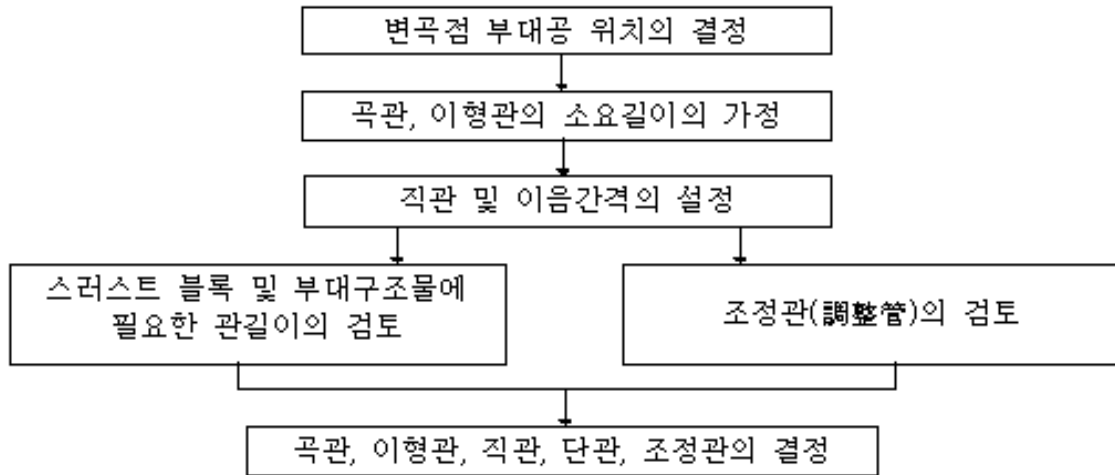 변곡점 부대공 위치의 결정
곡관, 이형관의 소요길이의 가정
직관 및 이음간격의 설정
스러스트 블록 및 부대구조물에
필요한 관길이의 검토
조정관(調整管)의 검토
곡관, 이형관, 직관, 단관, 조정관의 결정